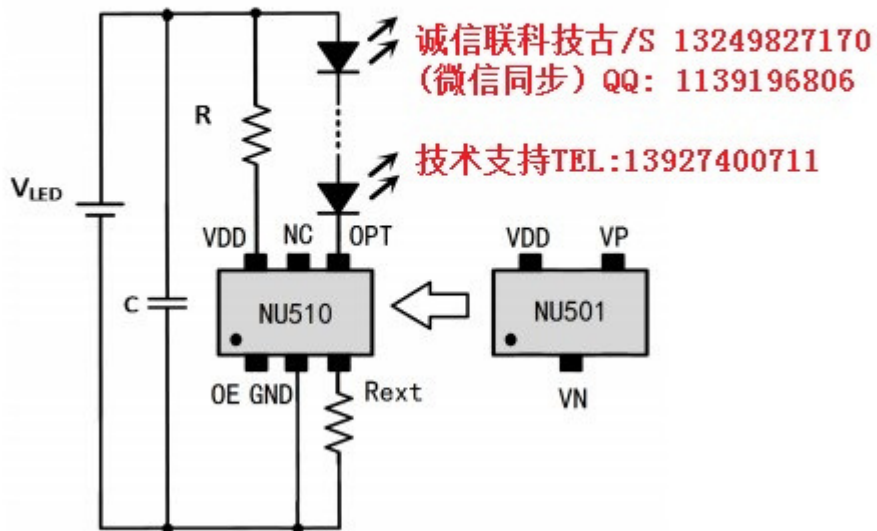 诚信联科技古/S 13249827170
(微信同步）QQ: 1139196806
R
技术支持TEL:13927400711
VLED
VDD NC OPT
VDD VP
C
NU510
NU501
OE GND Rext
VN